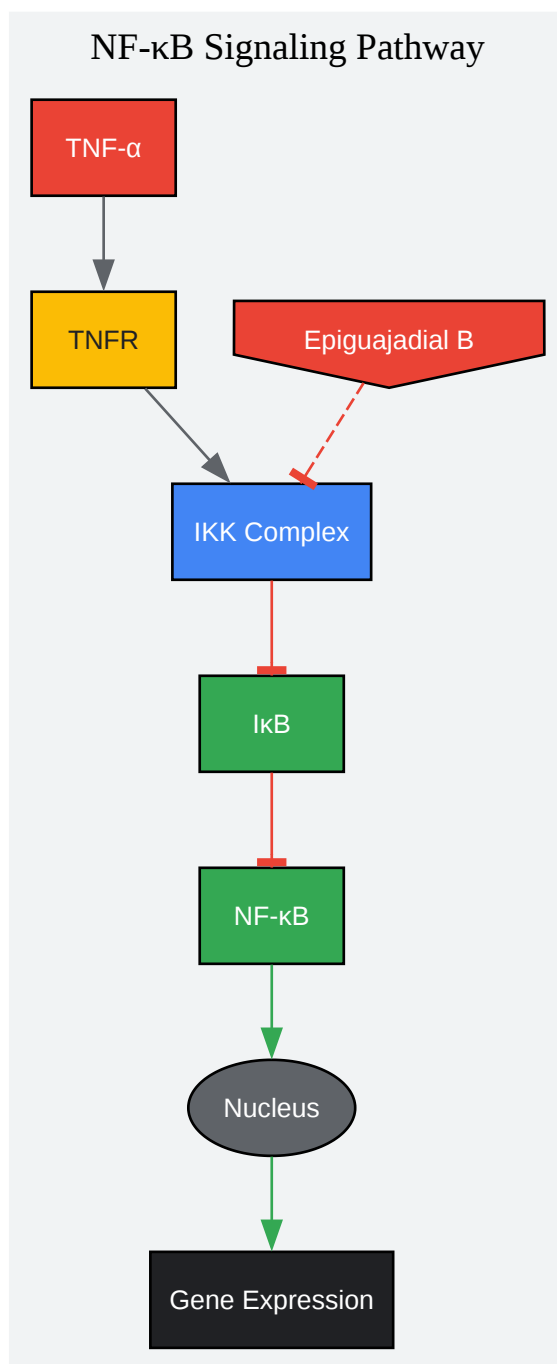 NF-κB Signaling Pathway
TNF-α
TNFR
Epiguajadial B
IKK Complex
IκB
NF-κB
Nucleus
Gene Expression